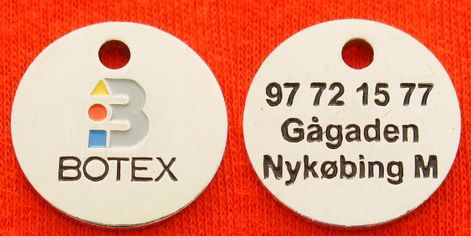 BOTEX
97 72 15 77
Gågaden
Nykøbing M